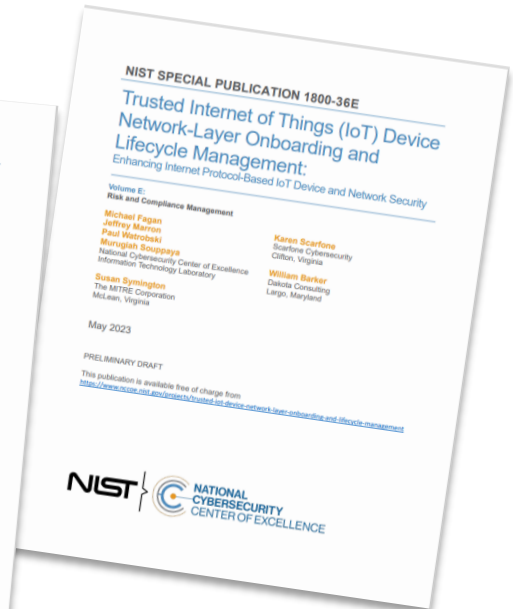 NIST SPECIAL PUBLICATION 1800-36E
Trusted Internet of Things (IoT) Device
Network-Layer Onboarding and
Lifecycle Management:
Enhancing Internet Protocol-Based IoT Device and Network Security
Volume E:
Risk and Compliance Management
Michael Fagan
Jeffrey Marron
Paul Watrobski
Murugiah Souppaya
National Cybersecurity Center of Excellence
Information Technology Laboratory
Susan Symington
The MITRE Corporation
McLean, Virginia
Karen Scarfone
Scarfone Cybersecurity
Clifton, Virginia
William Barker
Dakota Consulting
Largo, Maryland
May 2023
PRELIMINARY DRAFT
This publication is available free of charge from
https://www.nccoe.nist.gov/projects/trusted-iot-device-network-layer-onboarding-and-lifecycle-management
NIST
NATIONAL
CYBERSECURITY
CENTER OF EXCELLENCE